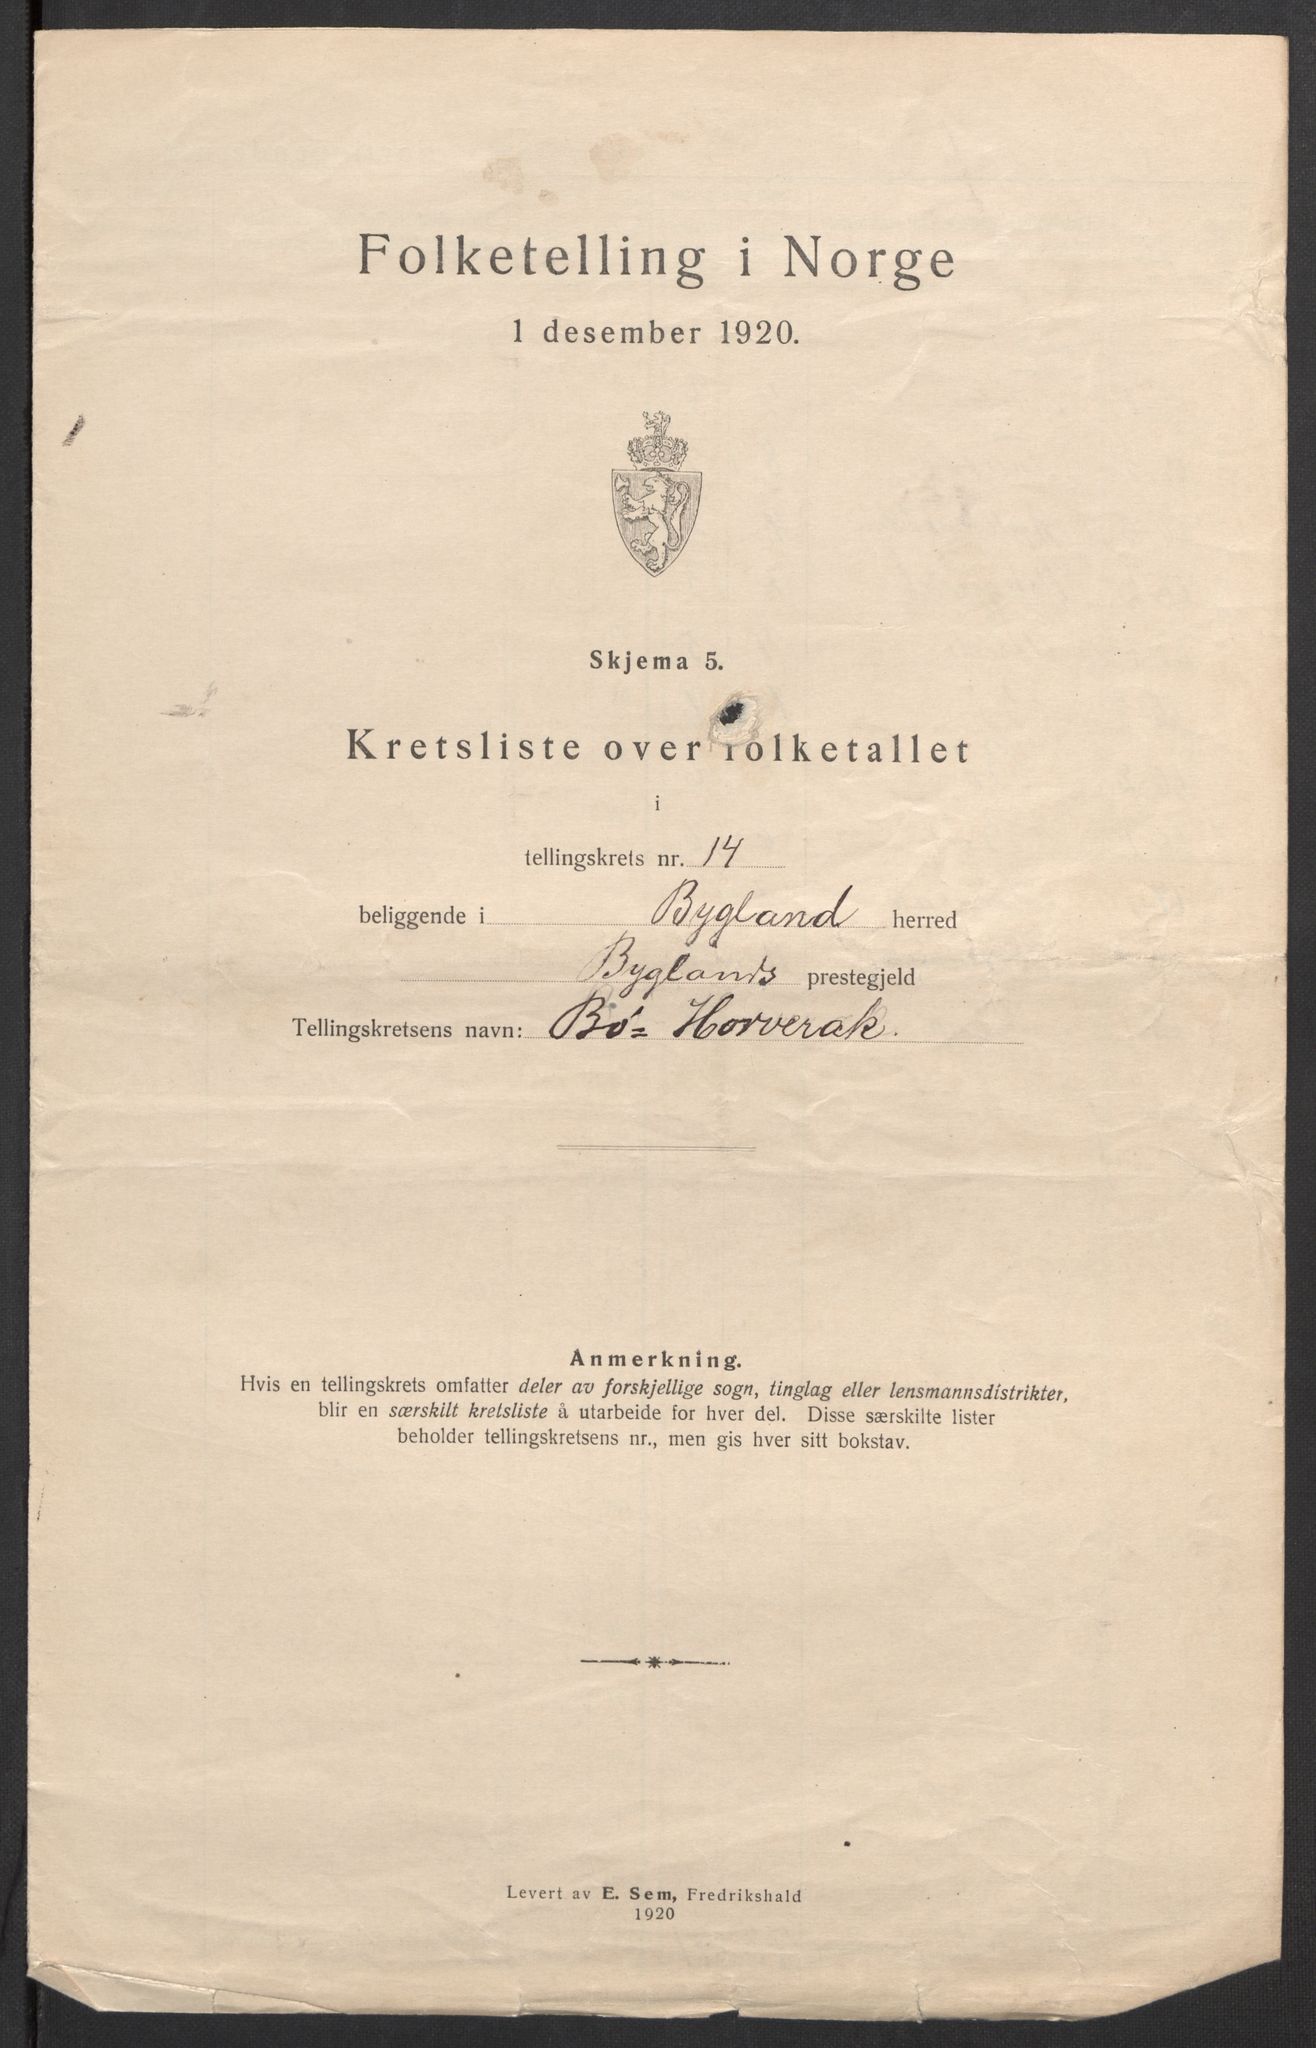 Folketelling i Norge
1 desember 1920.
Skjema 5.
Kretsliste over folketallet
i
tellingskrets nr. 14
beliggende i Bygland herred
Byglands prestegjeld
Tellingskretsens navn: Bø= Horverak.
Anmerkning.
Hvis en tellingskrets omfatter deler av forskjellige sogn, tinglag eller lensmannsdistrikter,
blir en særskilt kretsliste å utarbeide for hver del. Disse særskilte lister
beholder tellingskretsens nr., men gis hver sitt bokstav.
Levert av E. Sem, Fredrikshald
1920